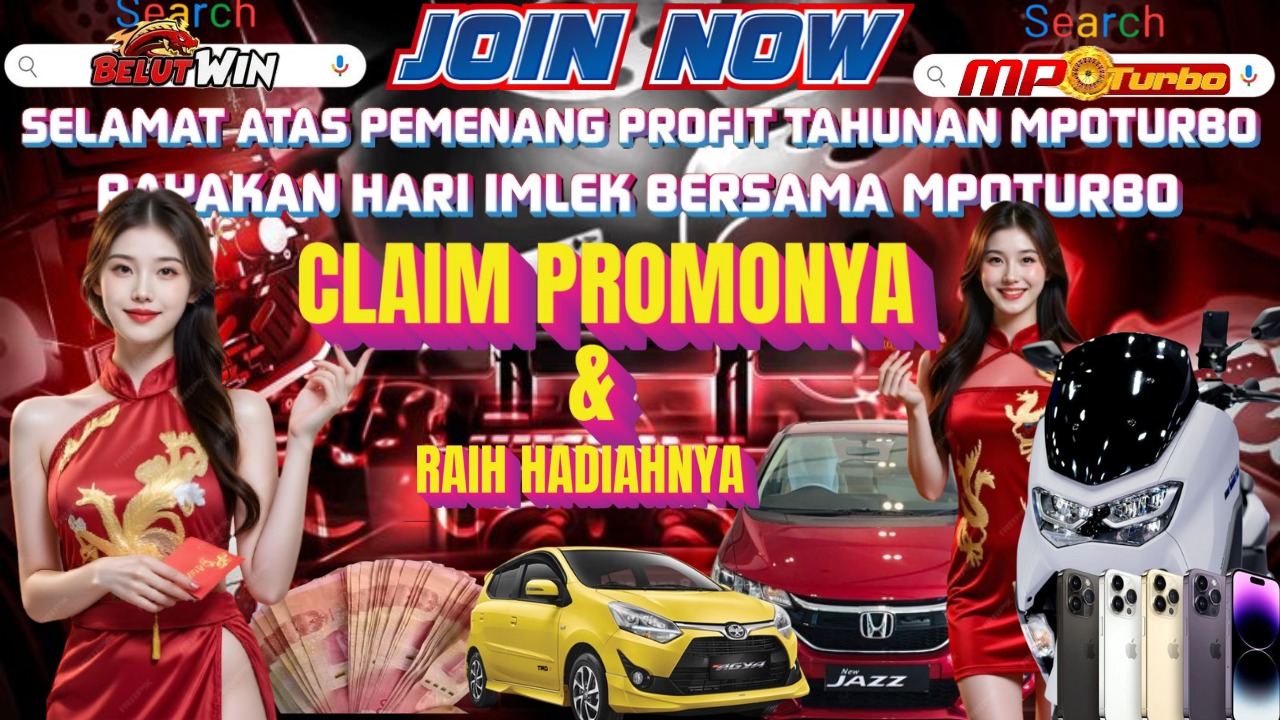 Search
BELUTWIN
JOIN NOW
Search
MPOTurbo
SELAMAT ATAS PEMENANG PROFIT TAHUNAN MPOTURBO
RAYAKAN HARI IMLEK BERSAMA MPOTURBO
CLAIM PROMONYA
&
RAIH HADIAHNYA
AGYA
TRD
New
JAZZ